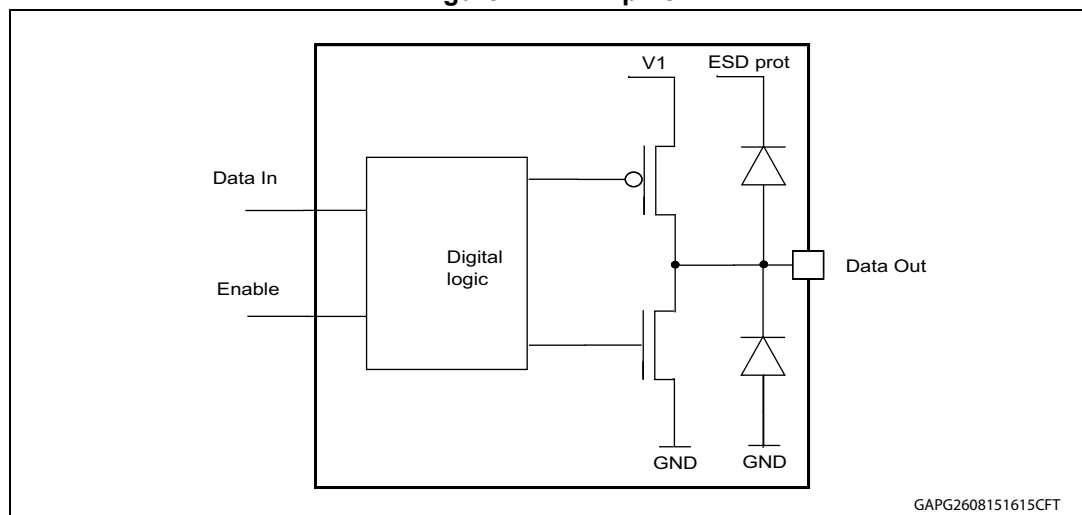 V1
ESD prot
Data In
Digital
logic
Data Out
Enable
GND
GND
GAPG2608151615CFT